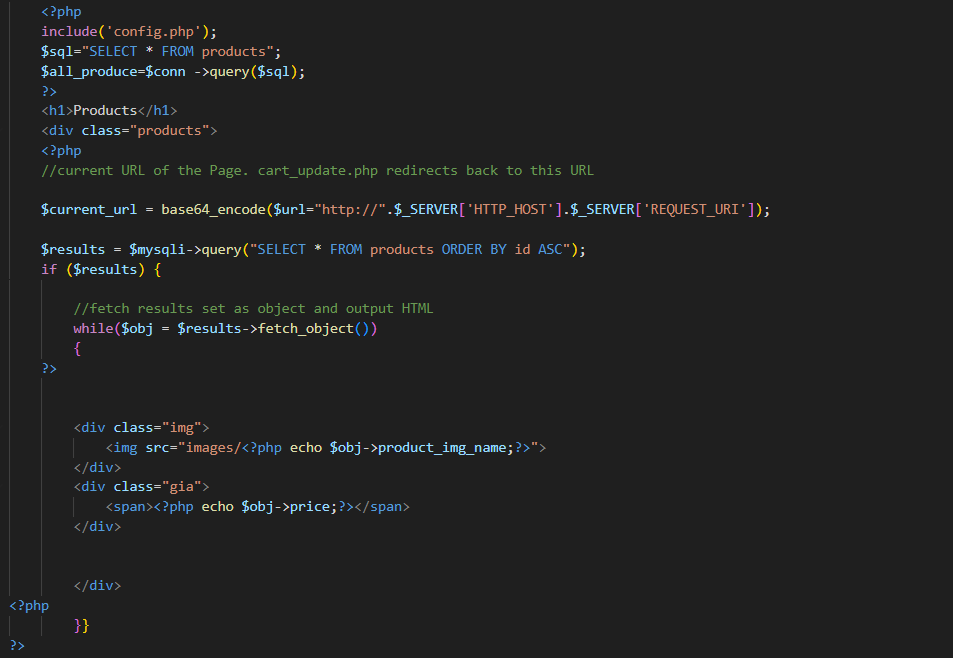 <?php
include('config.php');
$sql="SELECT * FROM products";
$all_produce=$conn ->query($sql);
?>
<h1>Products</h1>
<div class="products">
<?php
//current URL of the Page. cart_update.php redirects back to this URL
$current_url = base64_encode($url="http://".$_SERVER['HTTP_HOST'].$_SERVER['REQUEST_URI']);
$results = $mysqli->query("SELECT * FROM products ORDER BY id ASC");
if ($results) {
//fetch results set as object and output HTML
while($obj = $results->fetch_object())
{
?>
<div class="img">
<img src="images/<?php echo $obj->product_img_name;?>">
</div>
<div class="gia">
<span><?php echo $obj->price;?></span>
</div>
</div>
<?php
}}
?>